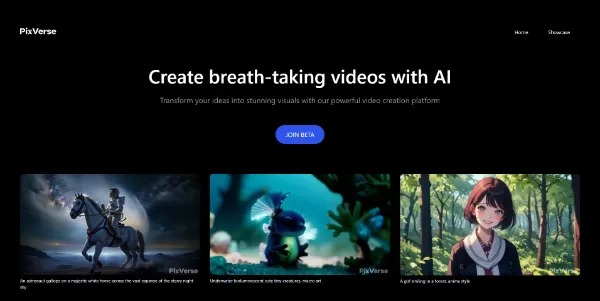 PixVerse
Home
Showcase
Create breath-taking videos with AI
Transform your ideas into stunning visuals with our powerful video creation platform
JOIN BETA
PixVerse
PixVerse
PixVerse
An astronaut gallops on a majestic white horse across the vast expanse of the starry night
sky
Underwater bioluminescent cute tiny creatures, macro art
A girl smiling in a forest, anime style